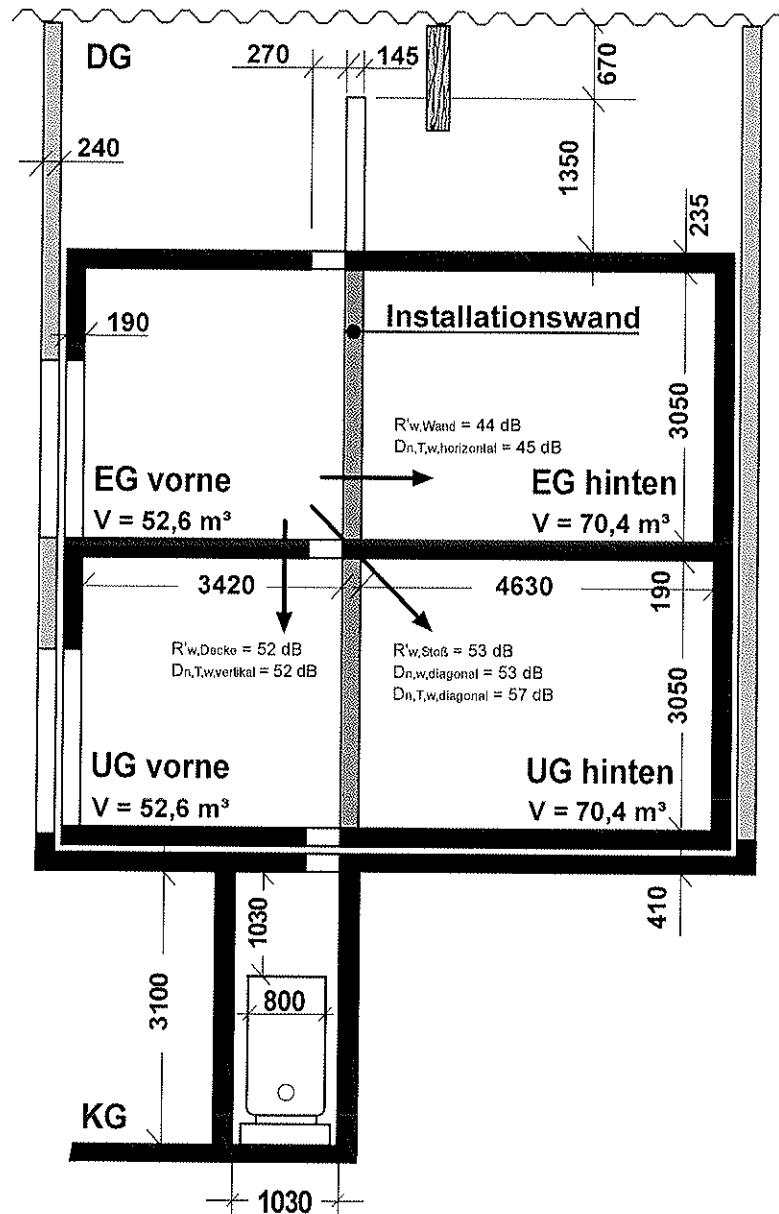 DG
270
145
670
240
1350
235
190
Installationswand
3050
R'w,Wand = 44 dB
Dn,T,w,horizontal = 45 dB
EG vorne
V = 52,6 m³
EG hinten
V = 70,4 m³
3420
4630
190
R'w,Decke = 52 dB
Dn,T,w,vertikal = 52 dB
R'w,Stoß = 53 dB
Dn,w,diagonal = 53 dB
Dn,T,w,diagonal = 57 dB
3050
UG vorne
V = 52,6 m³
UG hinten
V = 70,4 m³
410
1030
3100
800
KG
1030